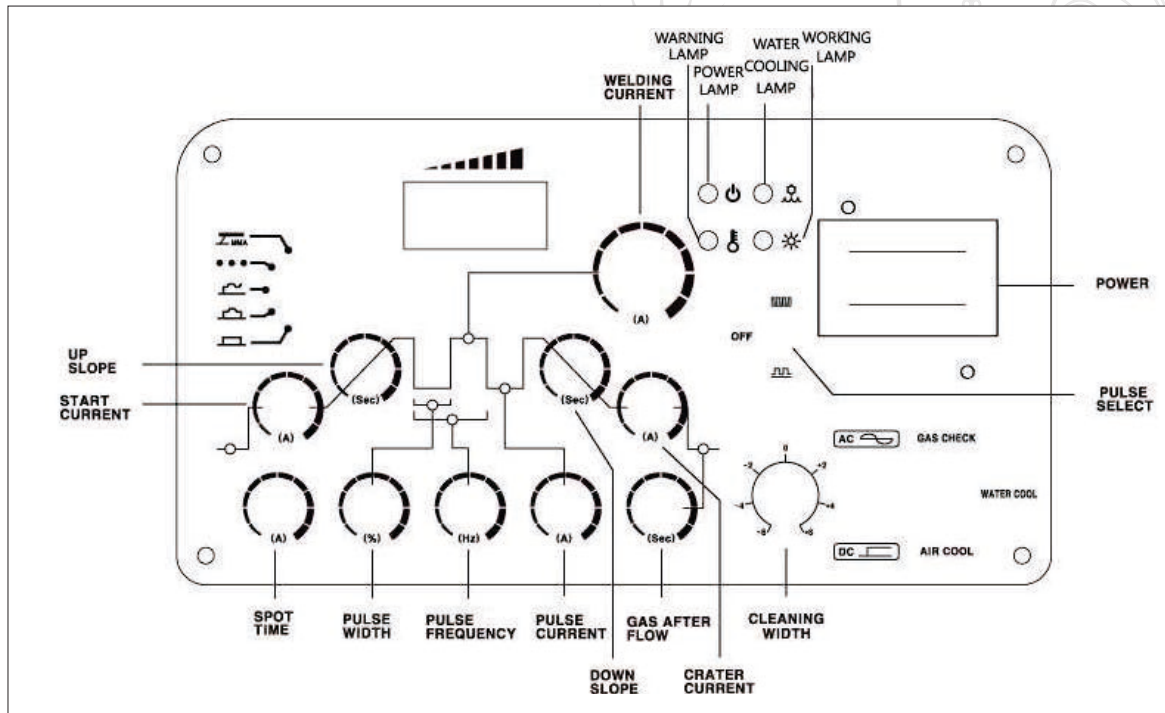 WARNING
LAMP
POWER
LAMP
WATER
COOLING
LAMP
WORKING
LAMP
WELDING
CURRENT
MMA
(A)
OFF
POWER
UP
SLOPE
START
CURRENT
(Sec)
(A)
(Sec)
(A)
PULSE
SELECT
AC
GAS CHECK
WATER COOL
DC
AIR COOL
(A)
(%)
(Hz)
(A)
(Sec)
0
-2
+2
-4
+4
-6
+6
SPOT
TIME
PULSE
WIDTH
PULSE
FREQUENCY
PULSE
CURRENT
GAS AFTER
FLOW
CLEANING
WIDTH
DOWN
SLOPE
CRATER
CURRENT